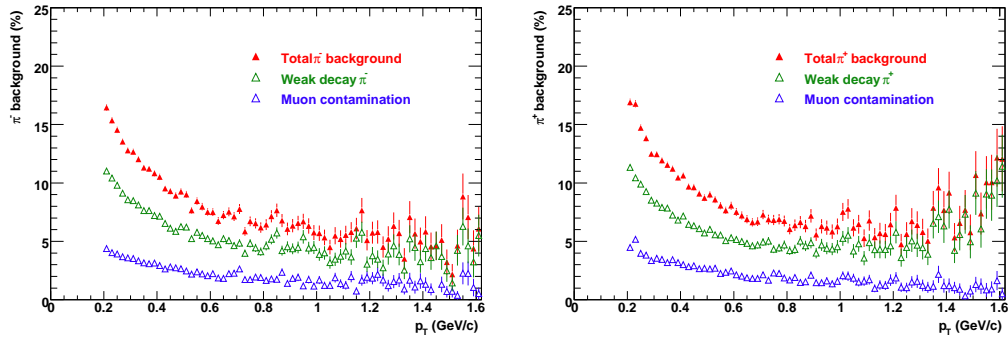 π⁻ background (%)
25
20
15
10
5
0
Total π⁻ background
Weak decay π⁻
Muon contamination
0 0.2 0.4 0.6 0.8 1 1.2 1.4 1.6
p_T (GeV/c)
π⁺ background (%)
25
20
15
10
5
0
Total π⁺ background
Weak decay π⁺
Muon contamination
0 0.2 0.4 0.6 0.8 1 1.2 1.4 1.6
p_T (GeV/c)